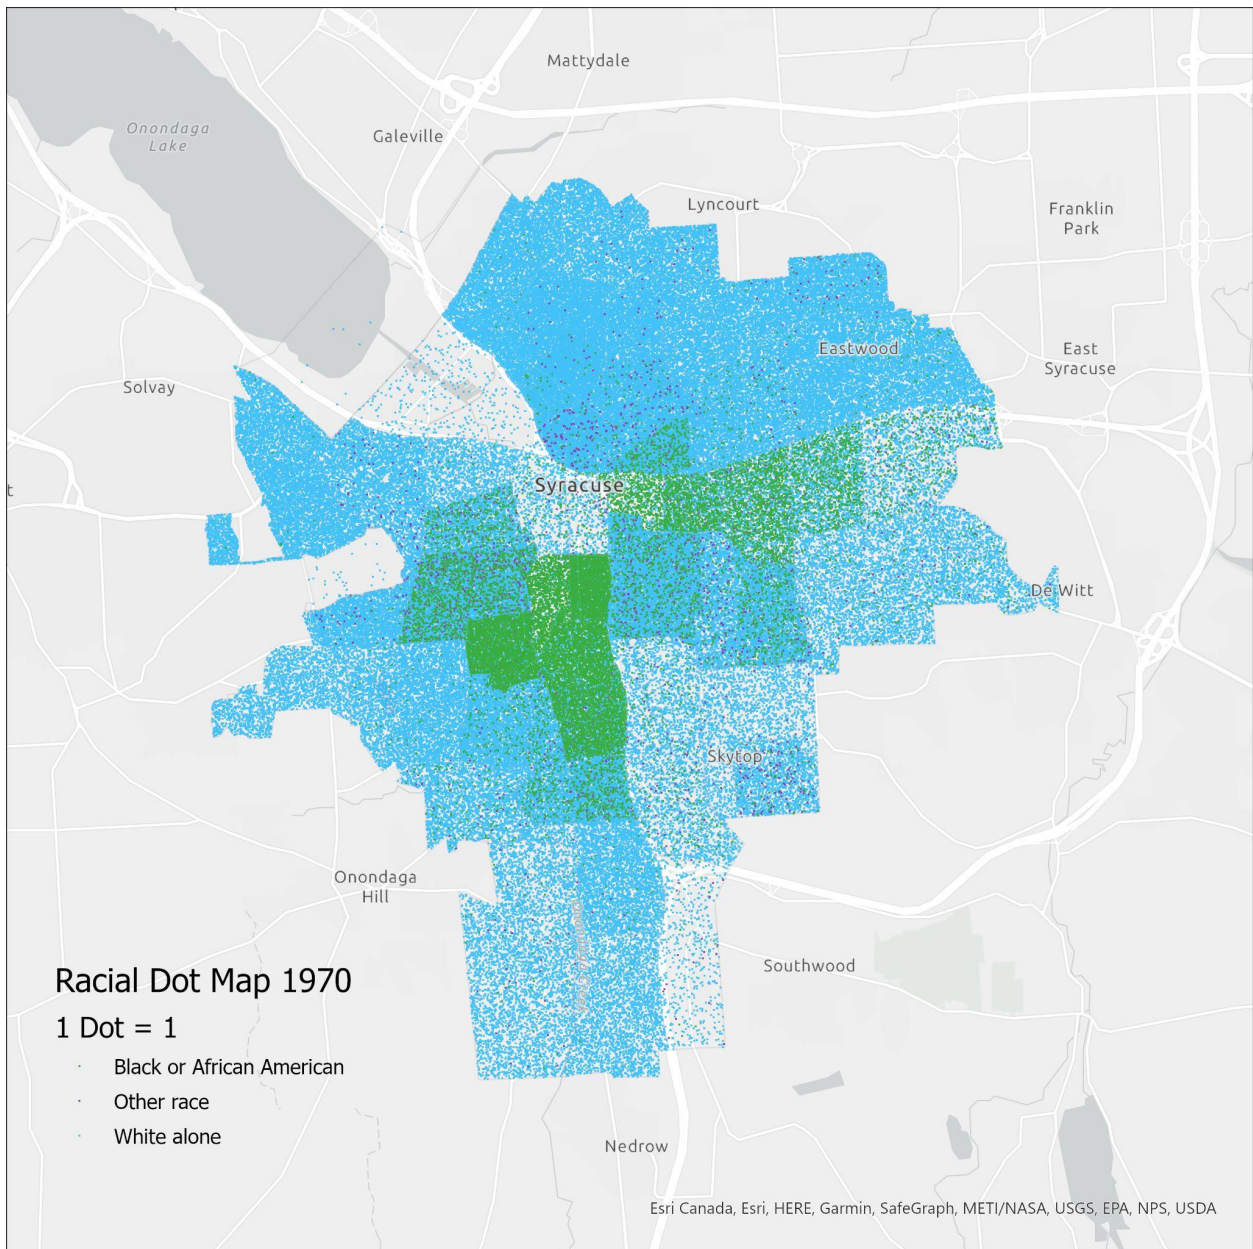 Mattydale
Onondaga
Lake
Galeville
Lyncourt
Franklin
Park
Eastwood
East
Syracuse
Solvay
t
Syracuse
De Witt
Skytop
Onondaga
Hill
Southwood
Racial Dot Map 1970
1 Dot = 1
Black or African American
Other race
White alone
Nedrow
Esri Canada, Esri, HERE, Garmin, SafeGraph, METI/NASA, USGS, EPA, NPS, USDA